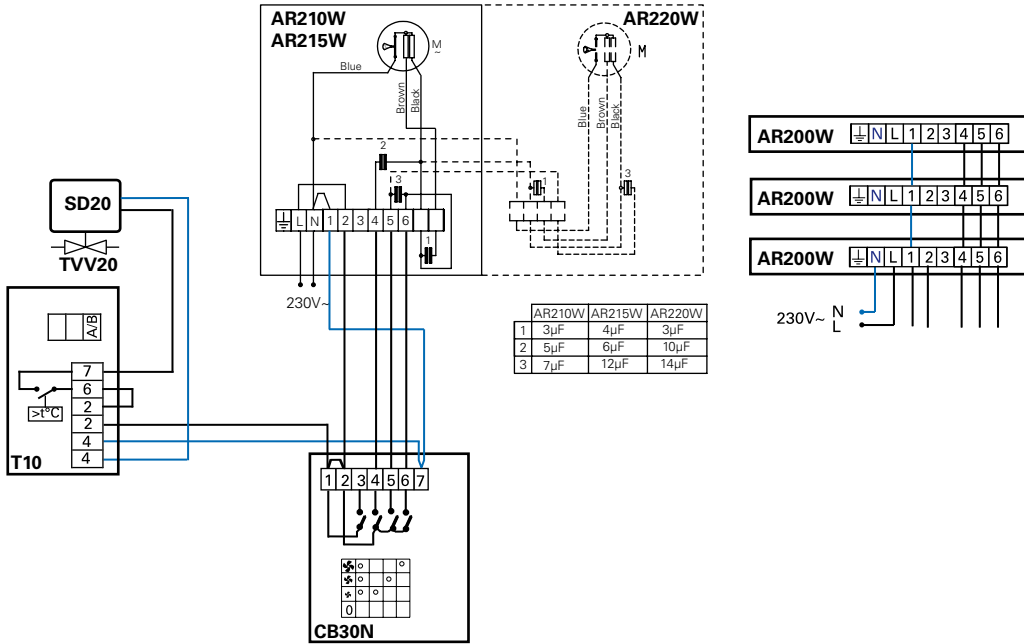 AR210W
AR215W
AR220W
M
~
M
Blue
Brown
Black
Blue
Brown
Black
2
3
1
3
1
L N 1 2 3 4 5 6
230V~
SD20
TVV20
A/B
7
6
2
2
4
4
>t°C
T10
1 2 3 4 5 6 7
0
CB30N
AR210W AR215W AR220W
1 3µF 4µF 3µF
2 5µF 6µF 10µF
3 7µF 12µF 14µF
AR200W N L 1 2 3 4 5 6
AR200W N L 1 2 3 4 5 6
AR200W N L 1 2 3 4 5 6
230V~ N
L